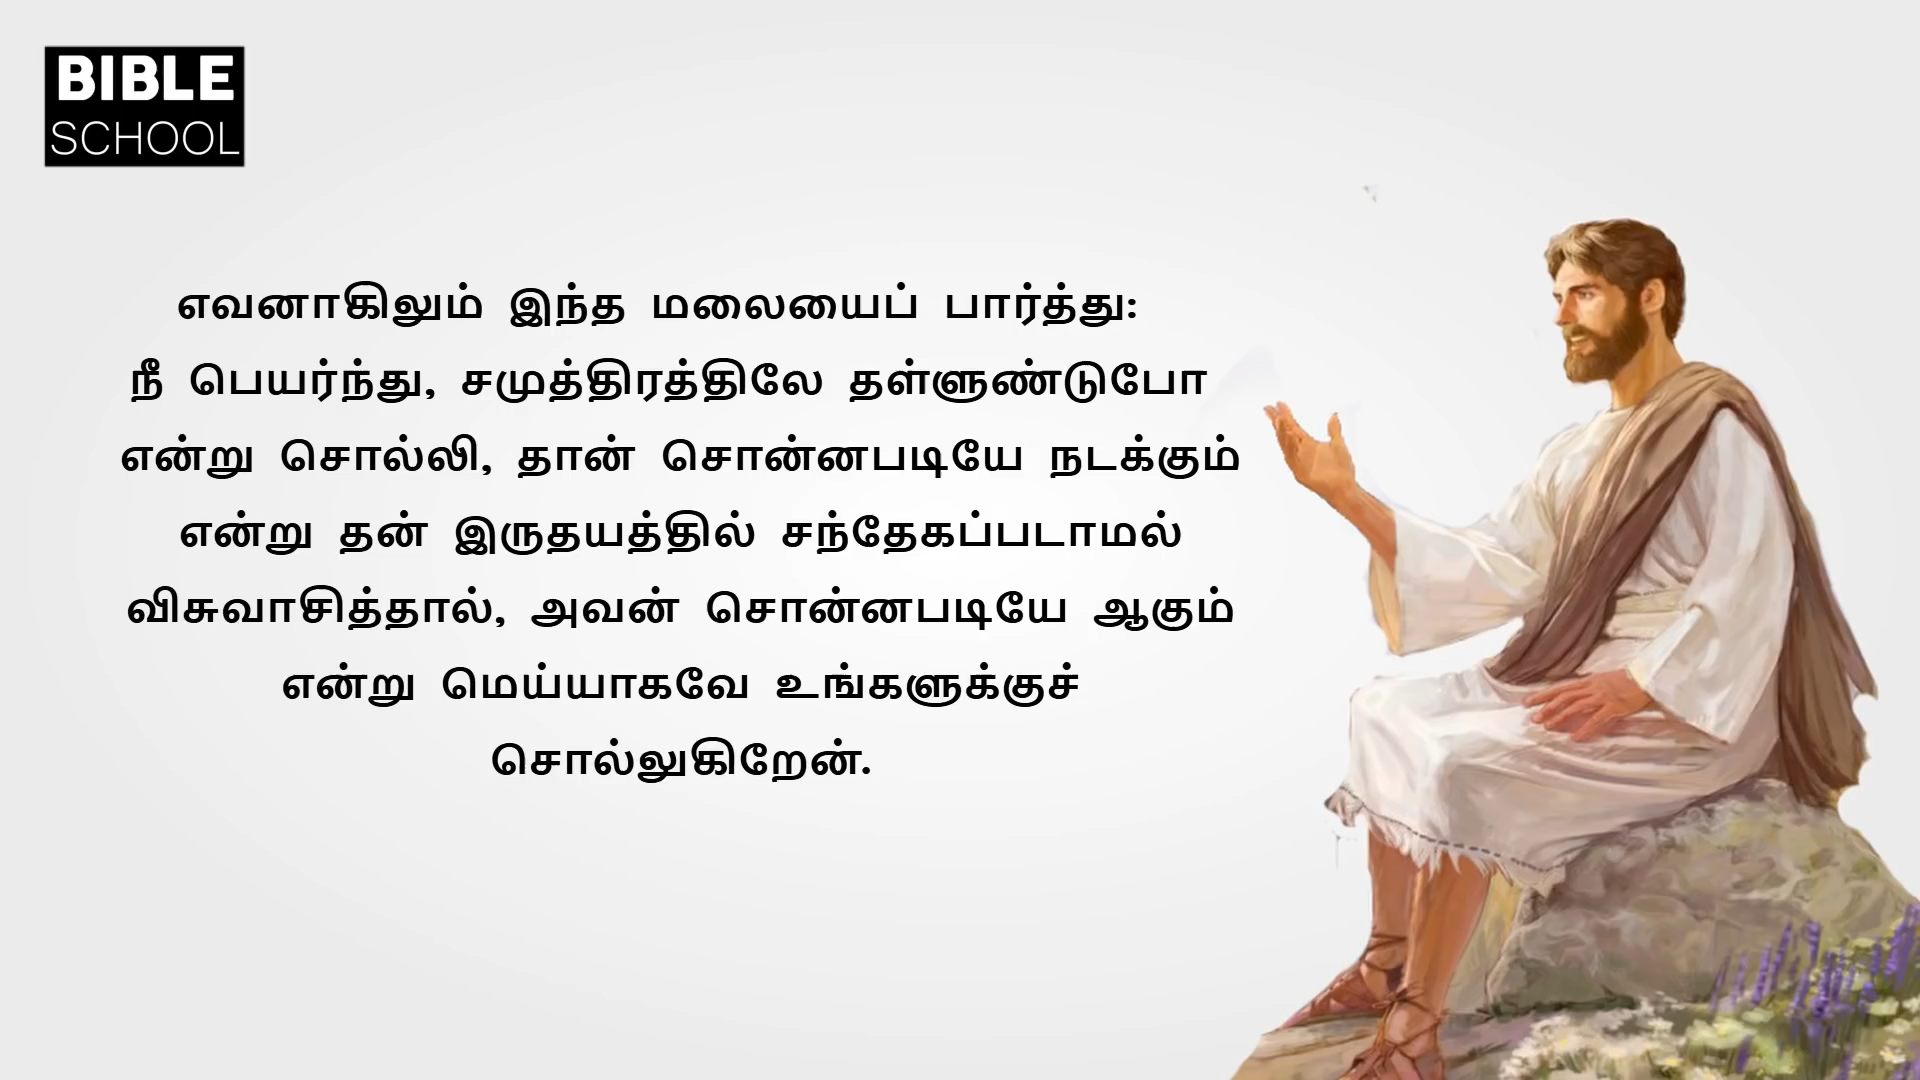 BIBLE
SCHOOL
எவனாகிலும் இந்த மலையைப் பார்த்து:
நீ பெயர்ந்து, சமுத்திரத்திலே தள்ளுண்டுபோ
என்று சொல்லி, தான் சொன்னபடியே நடக்கும்
என்று தன் இருதயத்தில் சந்தேகப்படாமல்
விசுவாசித்தால், அவன் சொன்னபடியே ஆகும்
என்று மெய்யாகவே உங்களுக்குச்
சொல்லுகிறேன்.